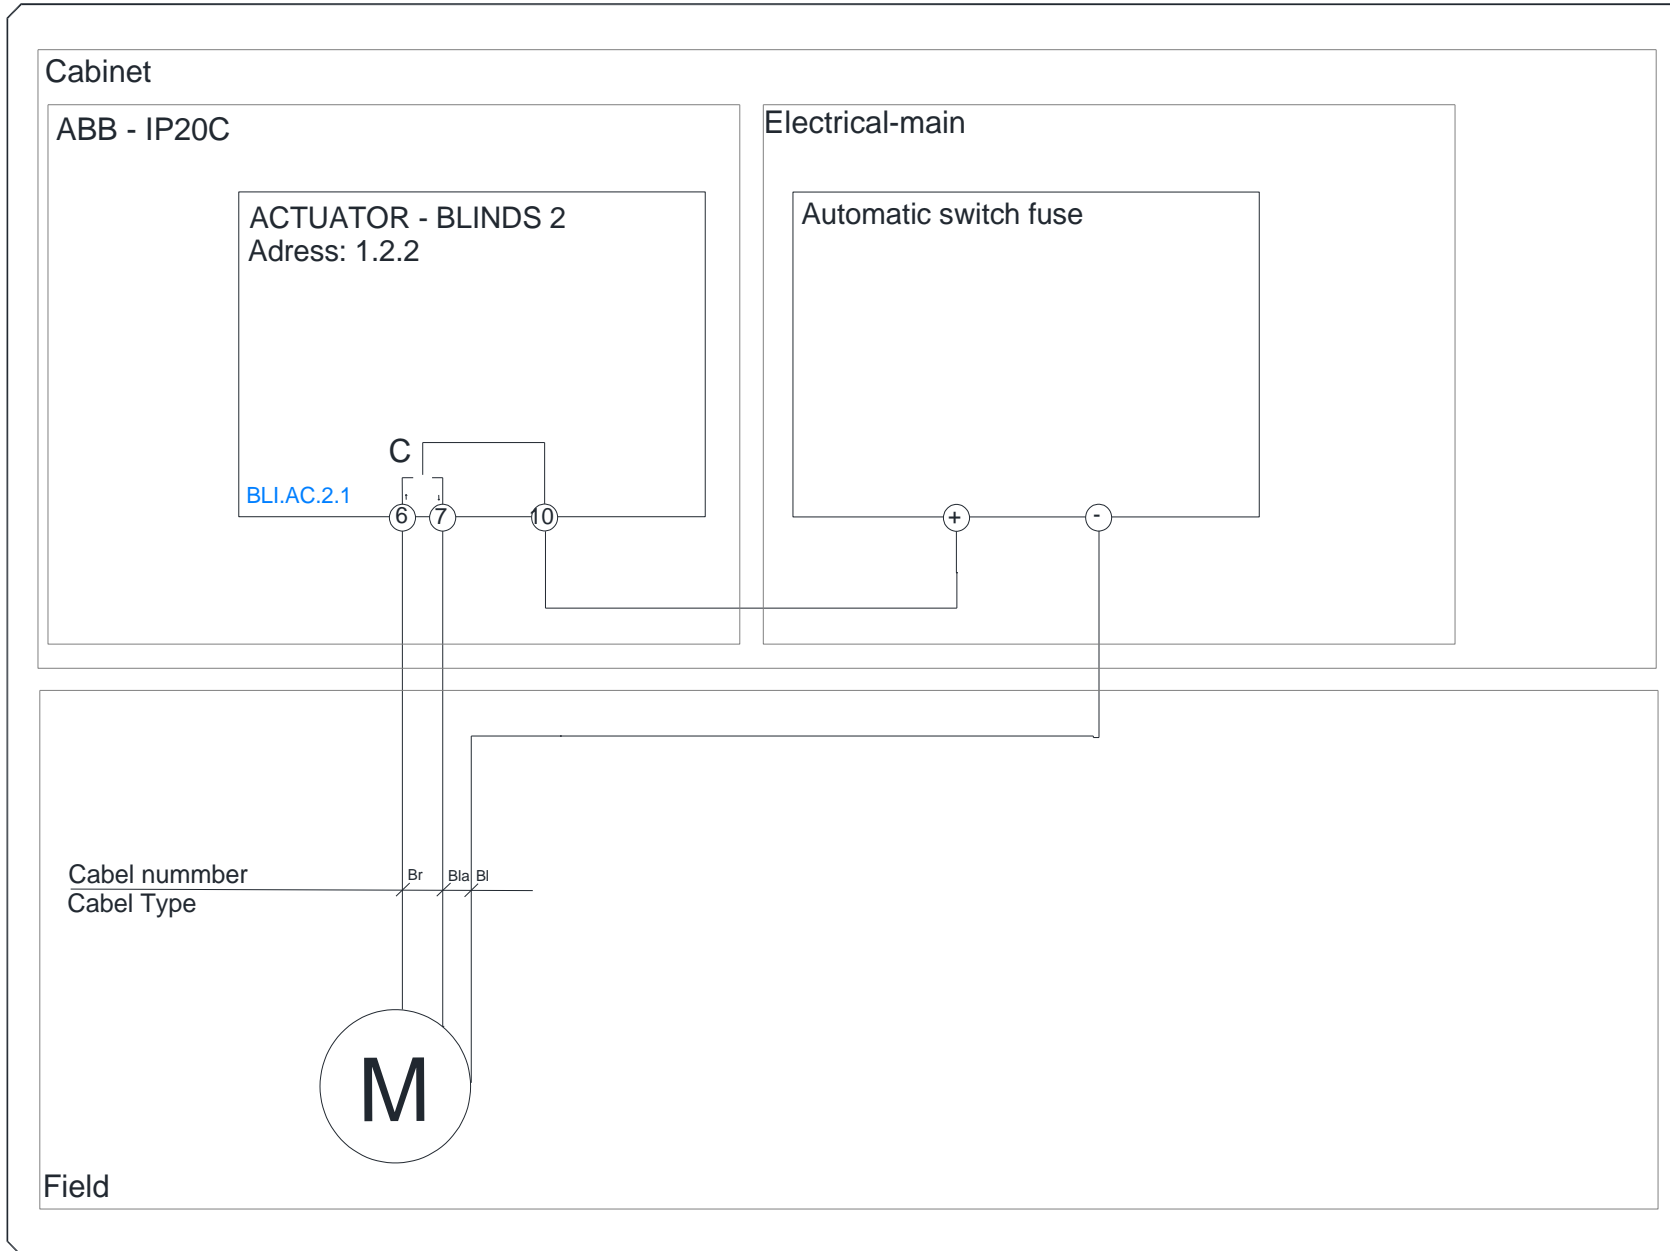 Cabinet
ABB - IP20C
Electrical-main
ACTUATOR - BLINDS 2
Adress: 1.2.2
Automatic switch fuse
C
BLI.AC.2.1
↑ ↓
6 7 10
+ -
Cabel nummber
Br Bla Bl
Cabel Type
M
Field